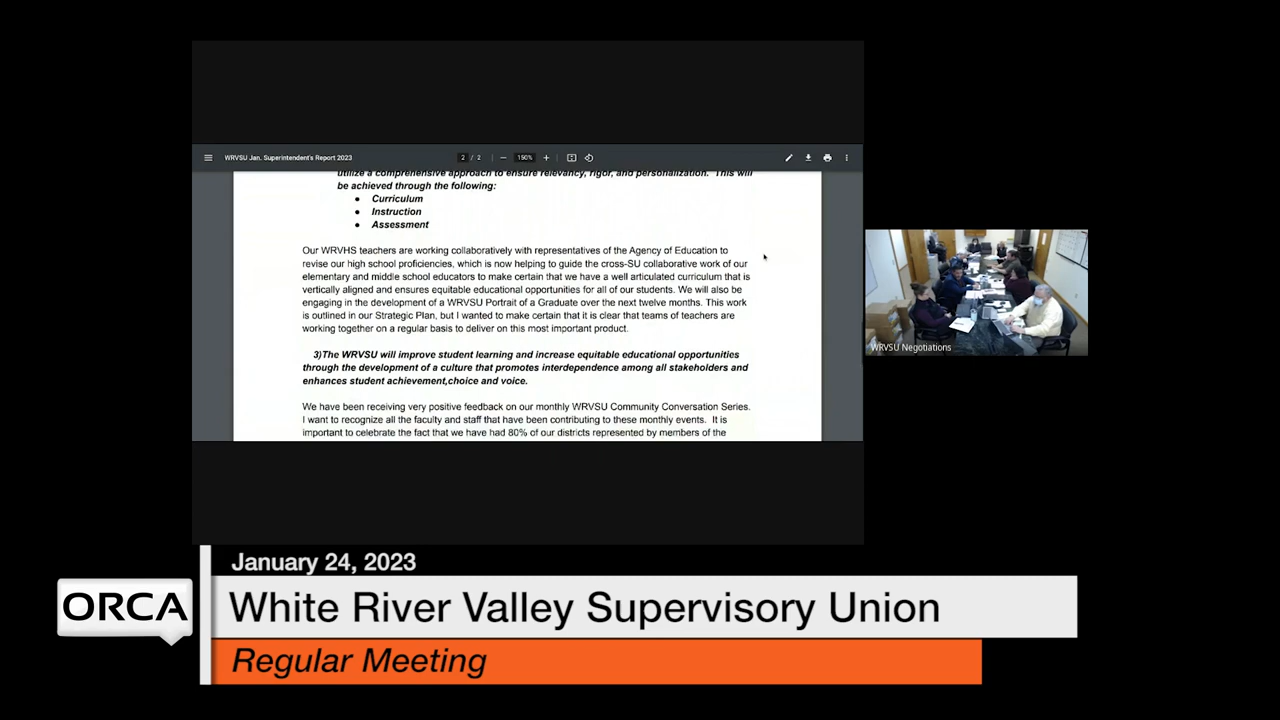 WRVSU Jan. Superintendent's Report 2023
2 / 2
150%
utilize a comprehensive approach to ensure relevancy, rigor, and personalization. This will
be achieved through the following:
• Curriculum
• Instruction
• Assessment
Our WRVHS teachers are working collaboratively with representatives of the Agency of Education to
revise our high school proficiencies, which is now helping to guide the cross-SU collaborative work of our
elementary and middle school educators to make certain that we have a well articulated curriculum that is
vertically aligned and ensures equitable educational opportunities for all of our students. We will also be
engaging in the development of a WRVSU Portrait of a Graduate over the next twelve months. This work
is outlined in our Strategic Plan, but I wanted to make certain that it is clear that teams of teachers are
working together on a regular basis to deliver on this most important product.
3)The WRVSU will improve student learning and increase equitable educational opportunities
through the development of a culture that promotes interdependence among all stakeholders and
enhances student achievement,choice and voice.
We have been receiving very positive feedback on our monthly WRVSU Community Conversation Series.
I want to recognize all the faculty and staff that have been contributing to these monthly events. It is
important to celebrate the fact that we have had 80% of our districts represented by members of the
WRVSU Negotiations
January 24, 2023
ORCA
White River Valley Supervisory Union
Regular Meeting